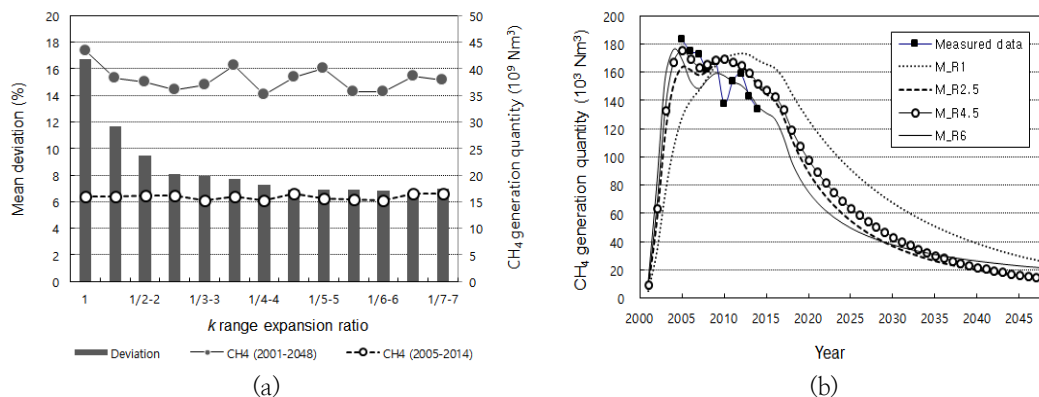 20
18
16
14
12
10
8
6
4
2
0
Mean deviation (%)
50
45
40
35
30
25
20
15
10
5
0
CH₄ generation quantity (10⁹ Nm³)
1 1/2-2 1/3-3 1/4-4 1/5-5 1/6-6 1/7-7
k range expansion ratio
Deviation CH4 (2001-2048) CH4 (2005-2014)
(a)
200
180
160
140
120
100
80
60
40
20
0
CH₄ generation quantity (10³ Nm³)
Measured data
M_R1
M_R2.5
M_R4.5
M_R6
2000 2005 2010 2015 2020 2025 2030 2035 2040 2045
Year
(b)